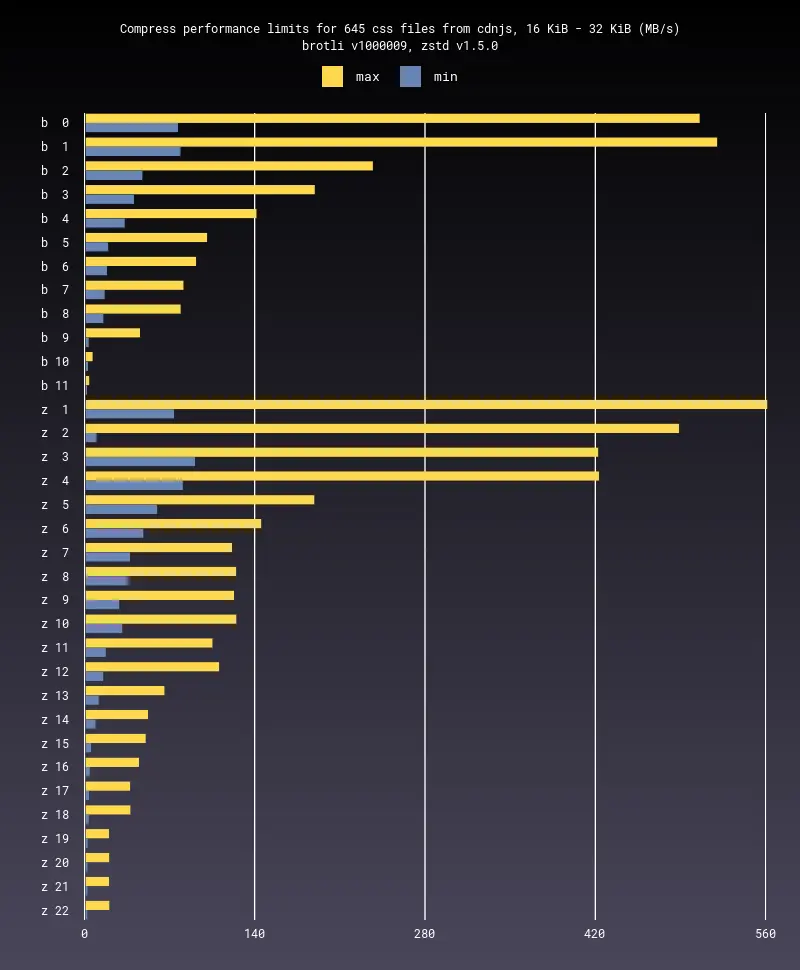 Compress performance limits for 645 css files from cdnjs, 16 KiB - 32 KiB (MB/s)
brotli v1000009, zstd v1.5.0
max min
b 0
b 1
b 2
b 3
b 4
b 5
b 6
b 7
b 8
b 9
b 10
b 11
z 1
z 2
z 3
z 4
z 5
z 6
z 7
z 8
z 9
z 10
z 11
z 12
z 13
z 14
z 15
z 16
z 17
z 18
z 19
z 20
z 21
z 22
0 140 280 420 560